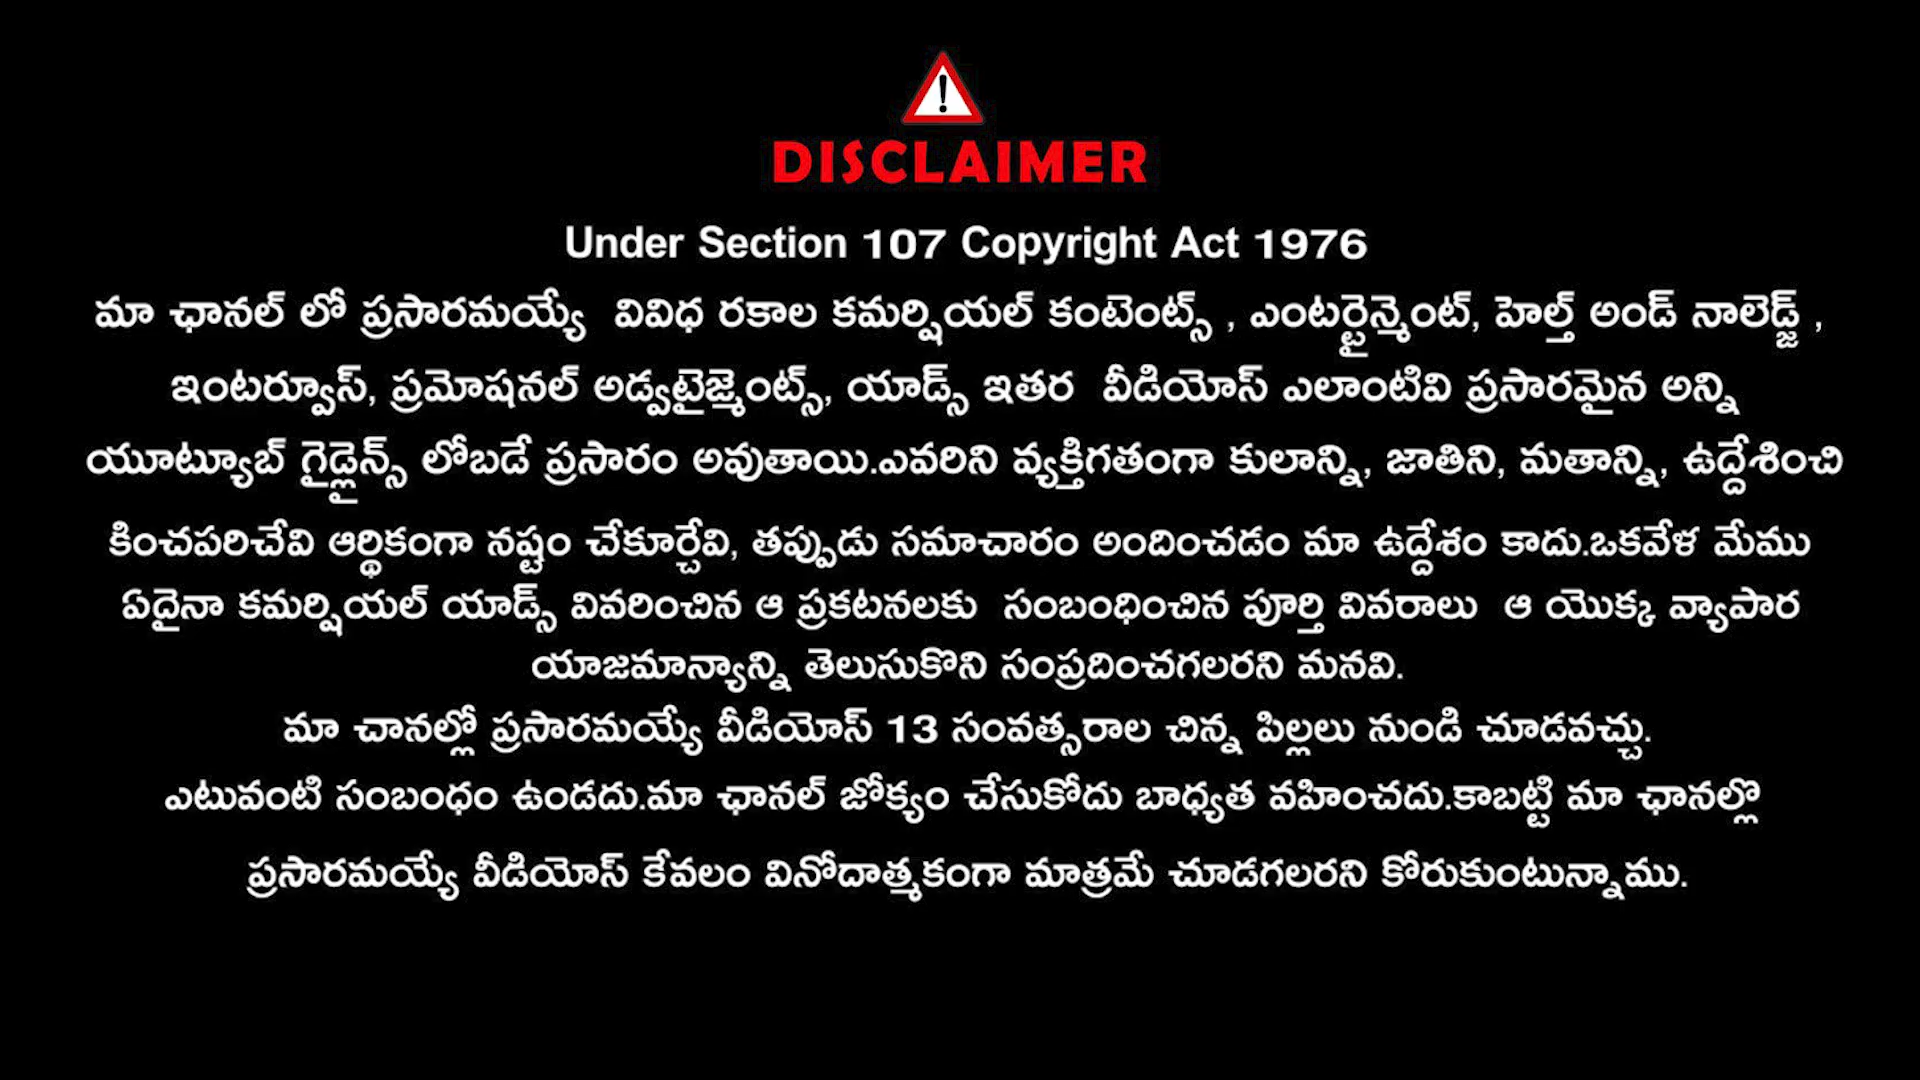 DISCLAIMER
Under Section 107 Copyright Act 1976
మా ఛానల్ లో ప్రసారమయ్యే వివిధ రకాల కమర్షియల్ కంటెంట్స్ , ఎంటర్టైన్మెంట్, హెల్త్ అండ్ నాలెడ్జ్ ,
ఇంటర్వ్యూస్, ప్రమోషనల్ అడ్వటైజ్మెంట్స్, యాడ్స్ ఇతర వీడియోస్ ఎలాంటివి ప్రసారమైన అన్ని
యూట్యూబ్ గైడ్లైన్స్ లోబడే ప్రసారం అవుతాయి.ఎవరిని వ్యక్తిగతంగా కులాన్ని, జాతిని, మతాన్ని, ఉద్దేశించి
కించపరిచేవి ఆర్థికంగా నష్టం చేకూర్చేవి, తప్పుడు సమాచారం అందించడం మా ఉద్దేశం కాదు.ఒకవేళ మేము
ఏదైనా కమర్షియల్ యాడ్స్ వివరించిన ఆ ప్రకటనలకు సంబంధించిన పూర్తి వివరాలు ఆ యొక్క వ్యాపార
యాజమాన్యాన్ని తెలుసుకొని సంప్రదించగలరని మనవి.
మా చానల్లో ప్రసారమయ్యే వీడియోస్ 13 సంవత్సరాల చిన్న పిల్లలు నుండి చూడవచ్చు.
ఎటువంటి సంబంధం ఉండదు.మా ఛానల్ జోక్యం చేసుకోదు బాధ్యత వహించదు.కాబట్టి మా ఛానల్లొ
ప్రసారమయ్యే వీడియోస్ కేవలం వినోదాత్మకంగా మాత్రమే చూడగలరని కోరుకుంటున్నాము.